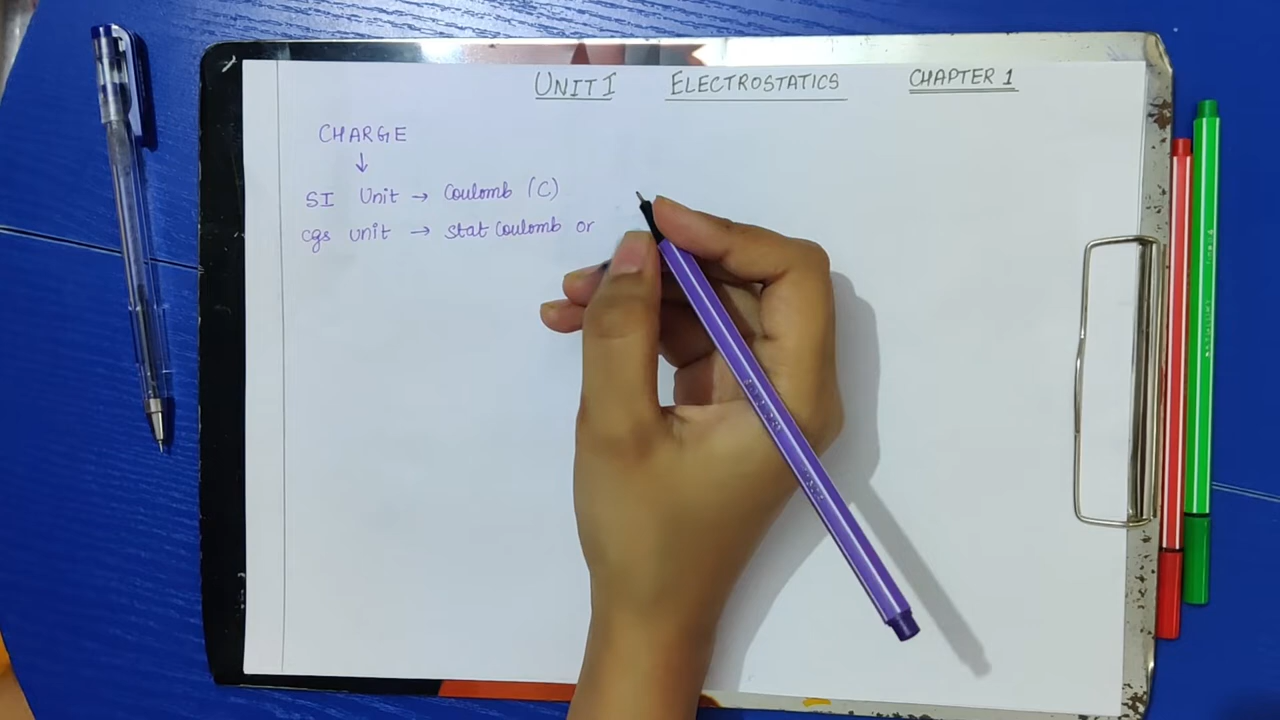 UNIT I ELECTROSTATICS CHAPTER 1
CHARGE
↓
SI Unit → Coulomb (C)
cgs unit → stat Coulomb or